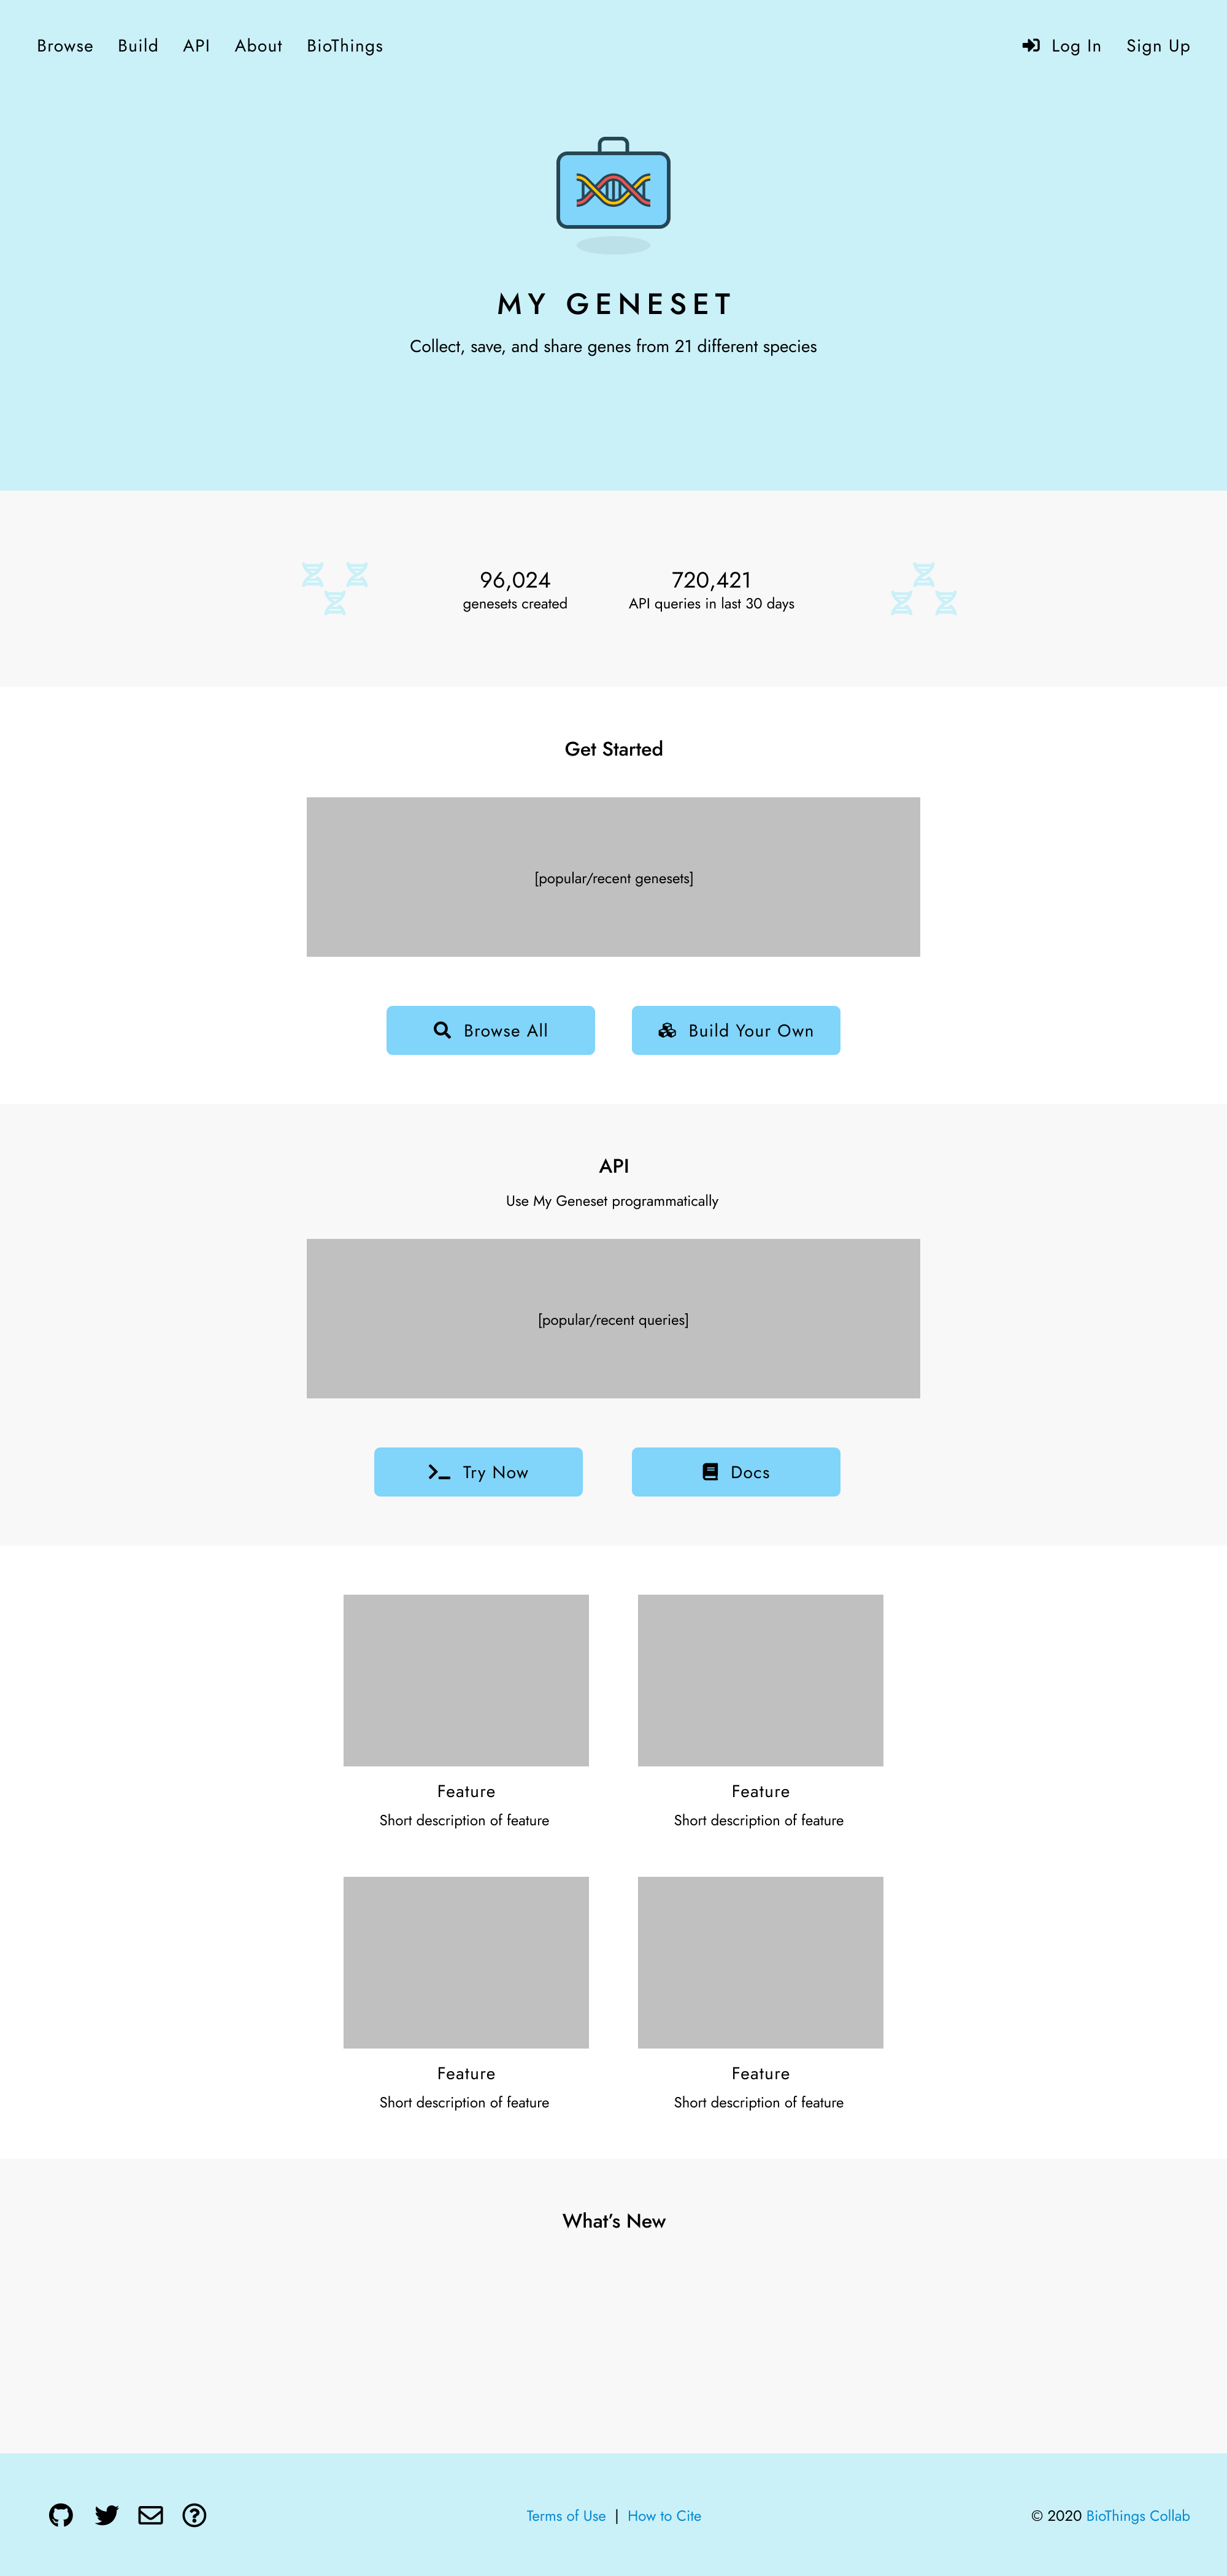 Browse Build API About BioThings Log In Sign Up
MY GENESET
Collect, save, and share genes from 21 different species
96,024 720,421
genesets created API queries in last 30 days
Get Started
[popular/recent genesets]
Browse All Build Your Own
API
Use My Geneset programmatically
[popular/recent queries]
Try Now Docs
Feature Feature
Short description of feature Short description of feature
Feature Feature
Short description of feature Short description of feature
What’s New
Terms of Use | How to Cite © 2020 BioThings Collab